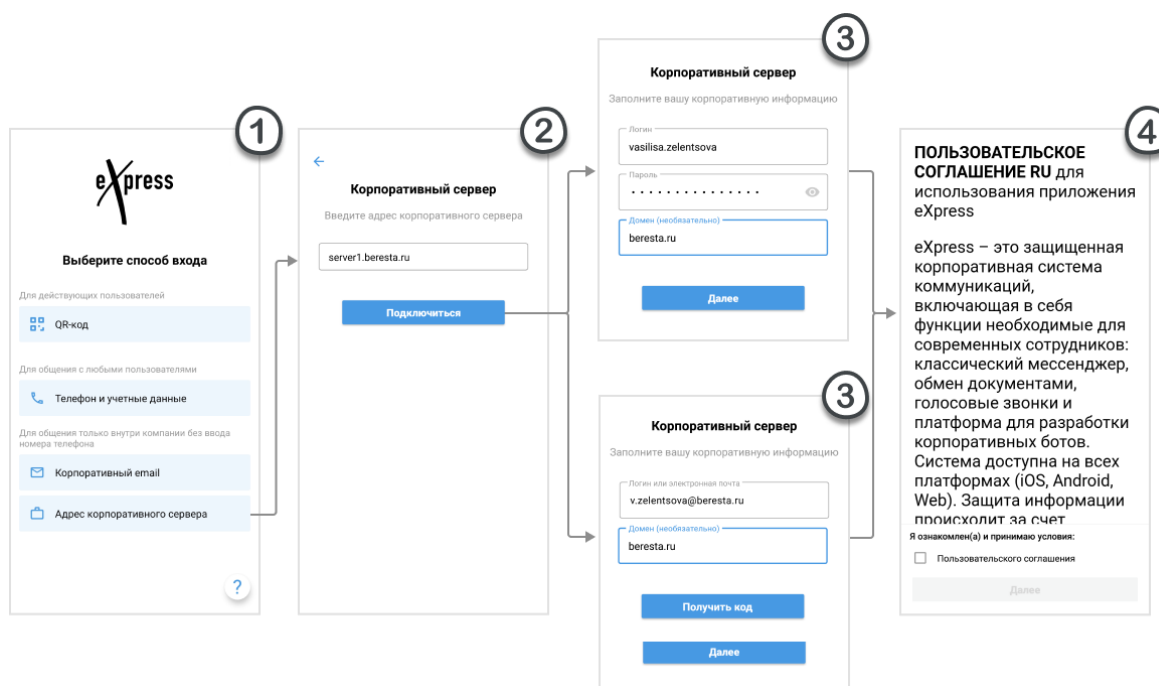 1
eXpress
Выберите способ входа
Для действующих пользователей
QR-код
Для общения с любыми пользователями
Телефон и учетные данные
Для общения только внутри компании без ввода
номера телефона
Корпоративный email
Адрес корпоративного сервера
?
2
Корпоративный сервер
Введите адрес корпоративного сервера
server1.beresta.ru
Подключиться
3
Корпоративный сервер
Заполните вашу корпоративную информацию
Логин
vasilisa.zelentsova
Пароль
Домен (необязательно)
beresta.ru
Далее
3
Корпоративный сервер
Заполните вашу корпоративную информацию
Логин или электронная почта
v.zelentsova@beresta.ru
Домен (необязательно)
beresta.ru
Получить код
Далее
4
ПОЛЬЗОВАТЕЛЬСКОЕ
СОГЛАШЕНИЕ RU для
использования приложения
eXpress
eXpress – это защищенная
корпоративная система
коммуникаций,
включающая в себя
функции необходимые для
современных сотрудников:
классический мессенджер,
обмен документами,
голосовые звонки и
платформа для разработки
корпоративных ботов.
Система доступна на всех
платформах (iOS, Android,
Web). Защита информации
происходит за счет
Я ознакомлен(а) и принимаю условия:
Пользовательского соглашения
Далее